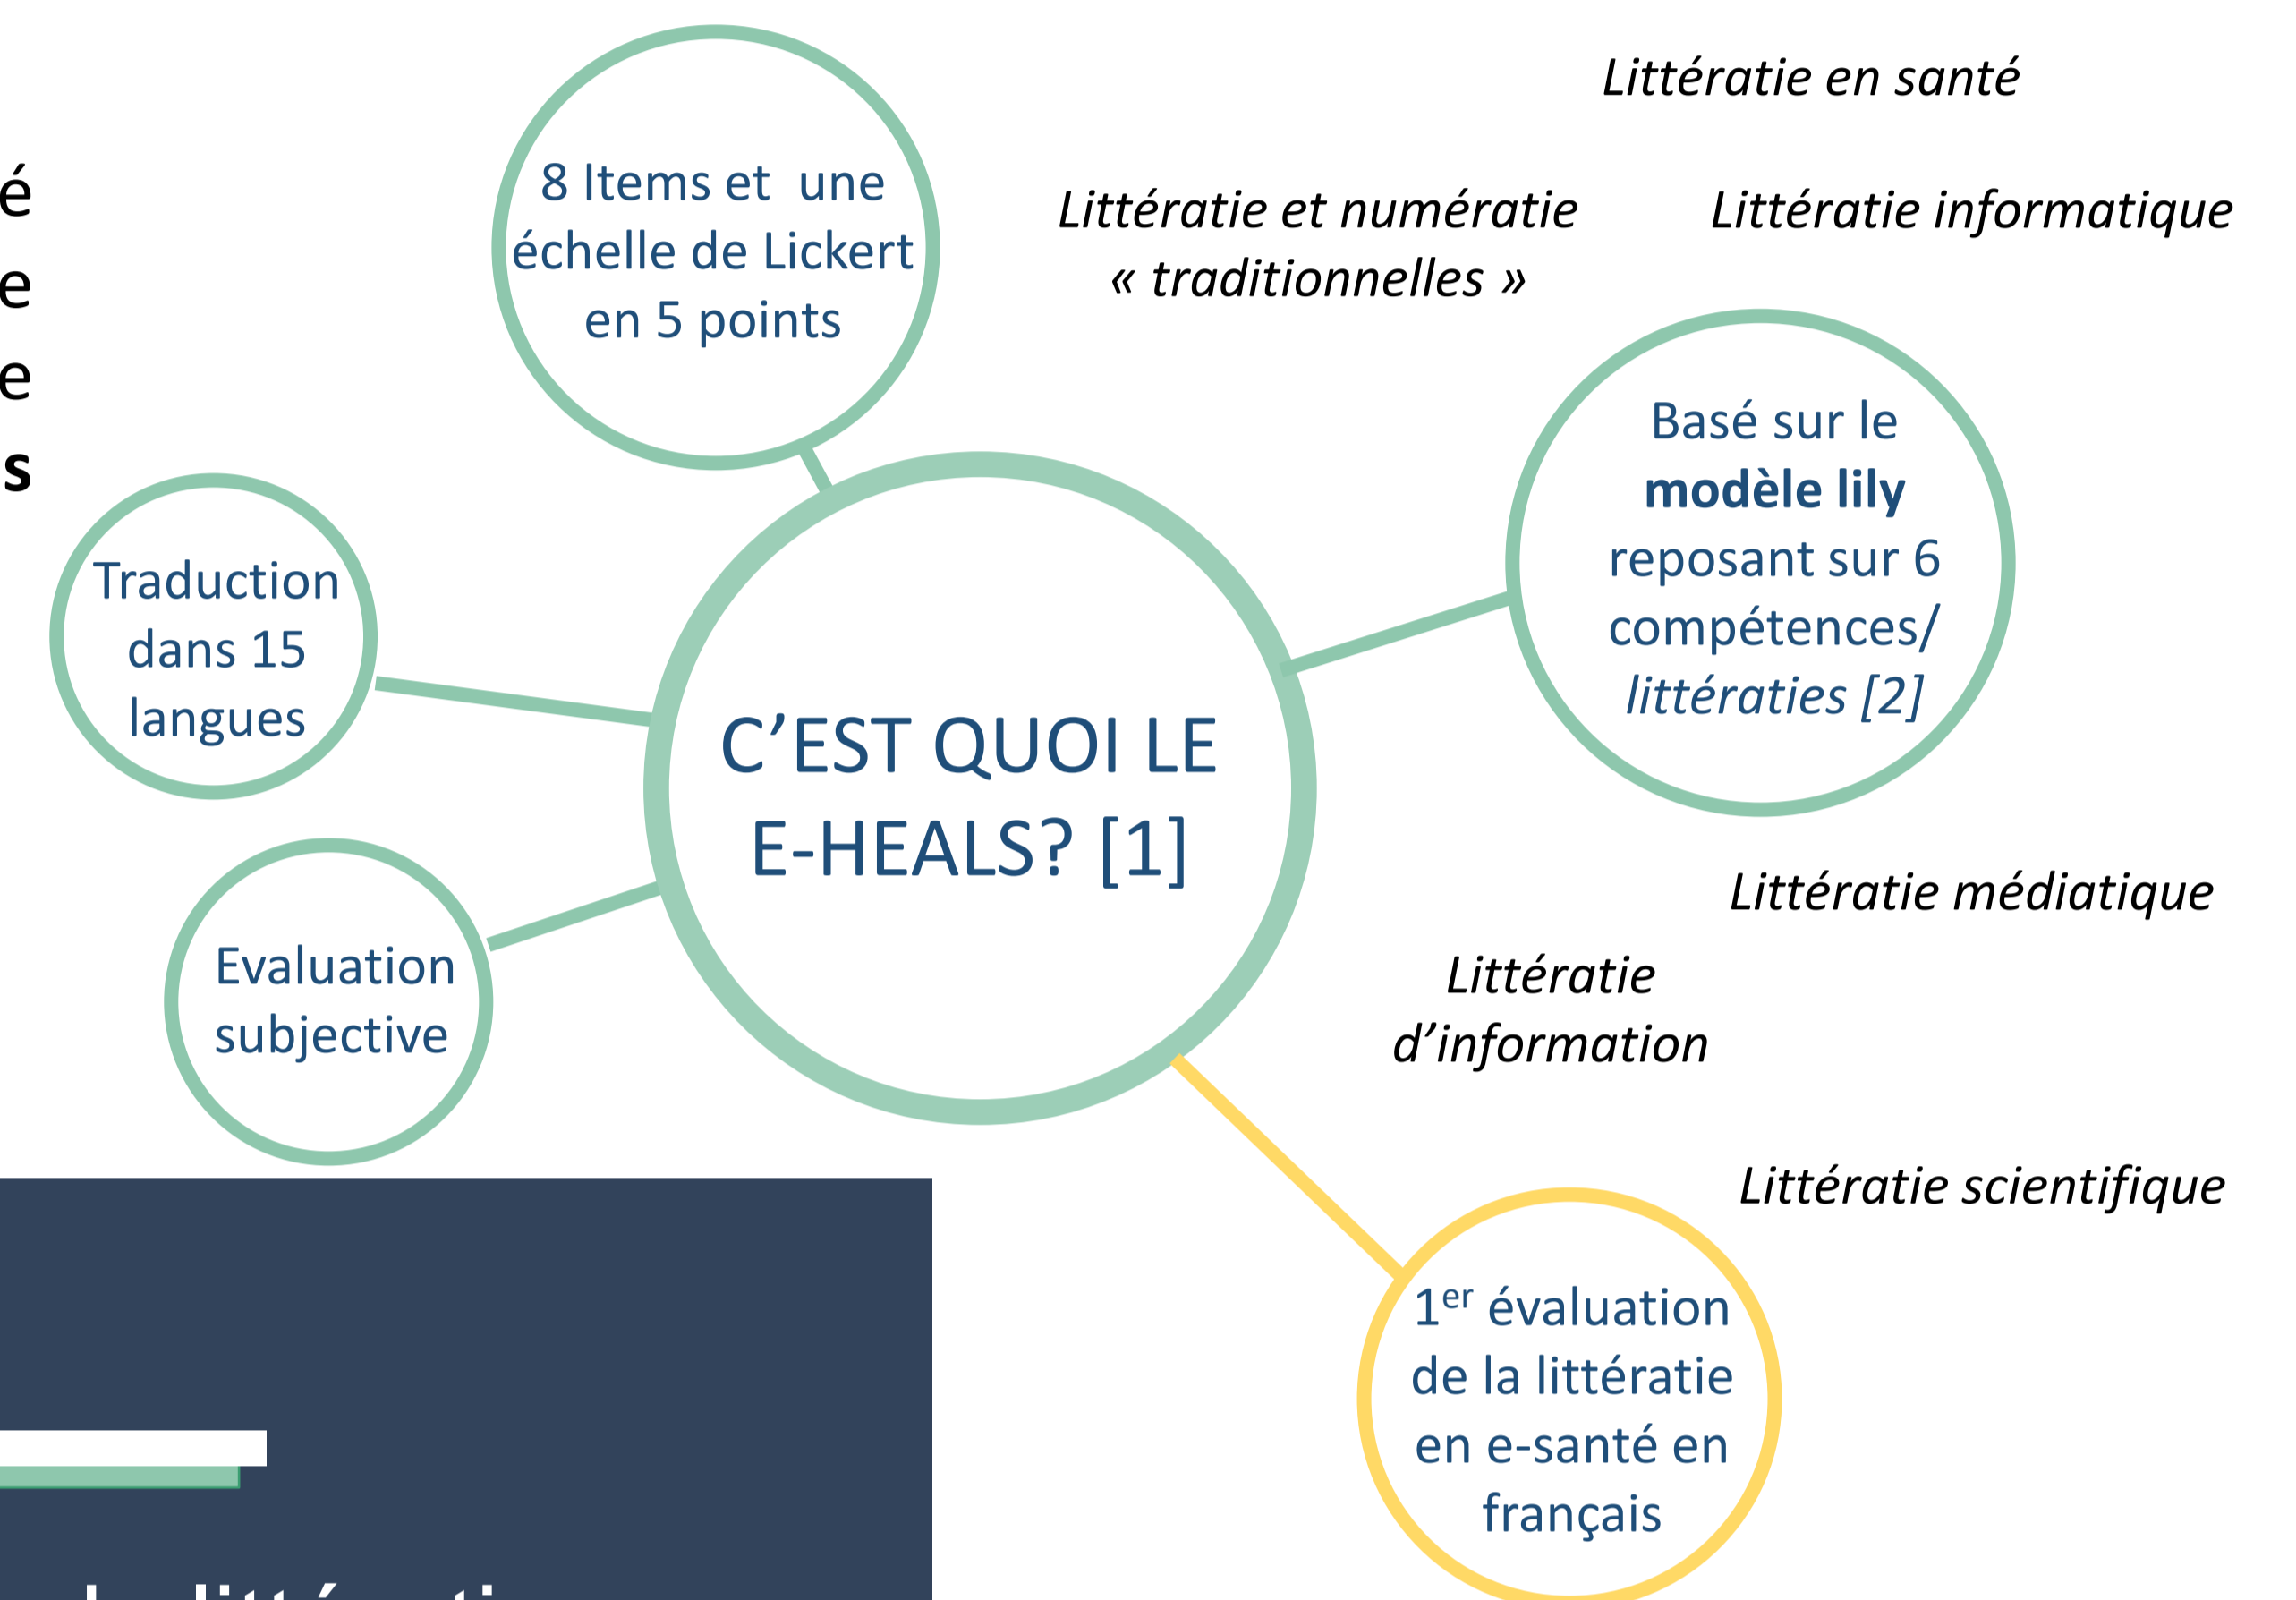 é
e
e
s
8 Items et une
échelle de Lickert
en 5 points
Littératie en santé
Littératie et numératie
« traditionnelles »
Littératie informatique
Basé sur le
modèle lily
reposant sur 6
compétences/
littératies [2]
Traduction
dans 15
langues
C’EST QUOI LE
E-HEALS? [1]
Evaluation
subjective
Littératie médiatique
Littératie
d’information
Littératie scientifique
1er évaluation
de la littératie
en e-santé en
français